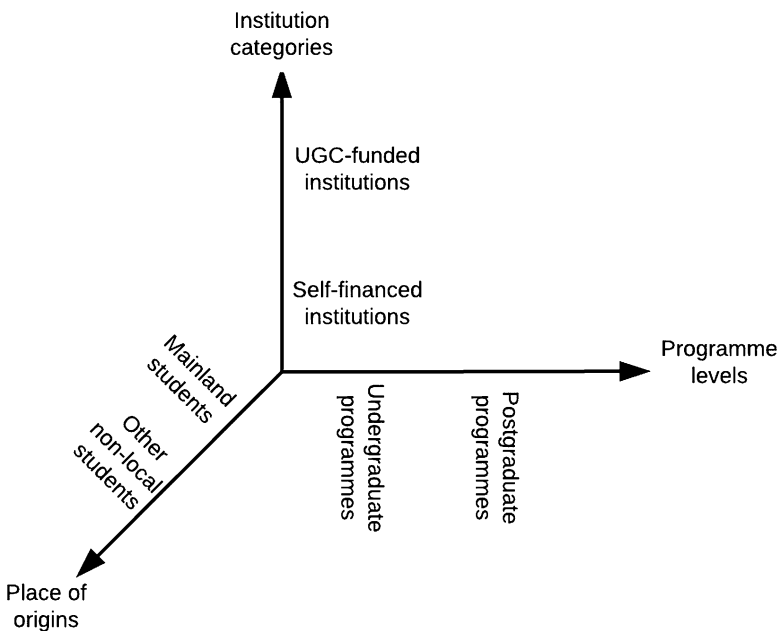 Institution
categories
UGC-funded
institutions
Self-financed
institutions
Programme
levels
Mainland
students
Other
non-local
students
Undergraduate
programmes
Postgraduate
programmes
Place of
origins